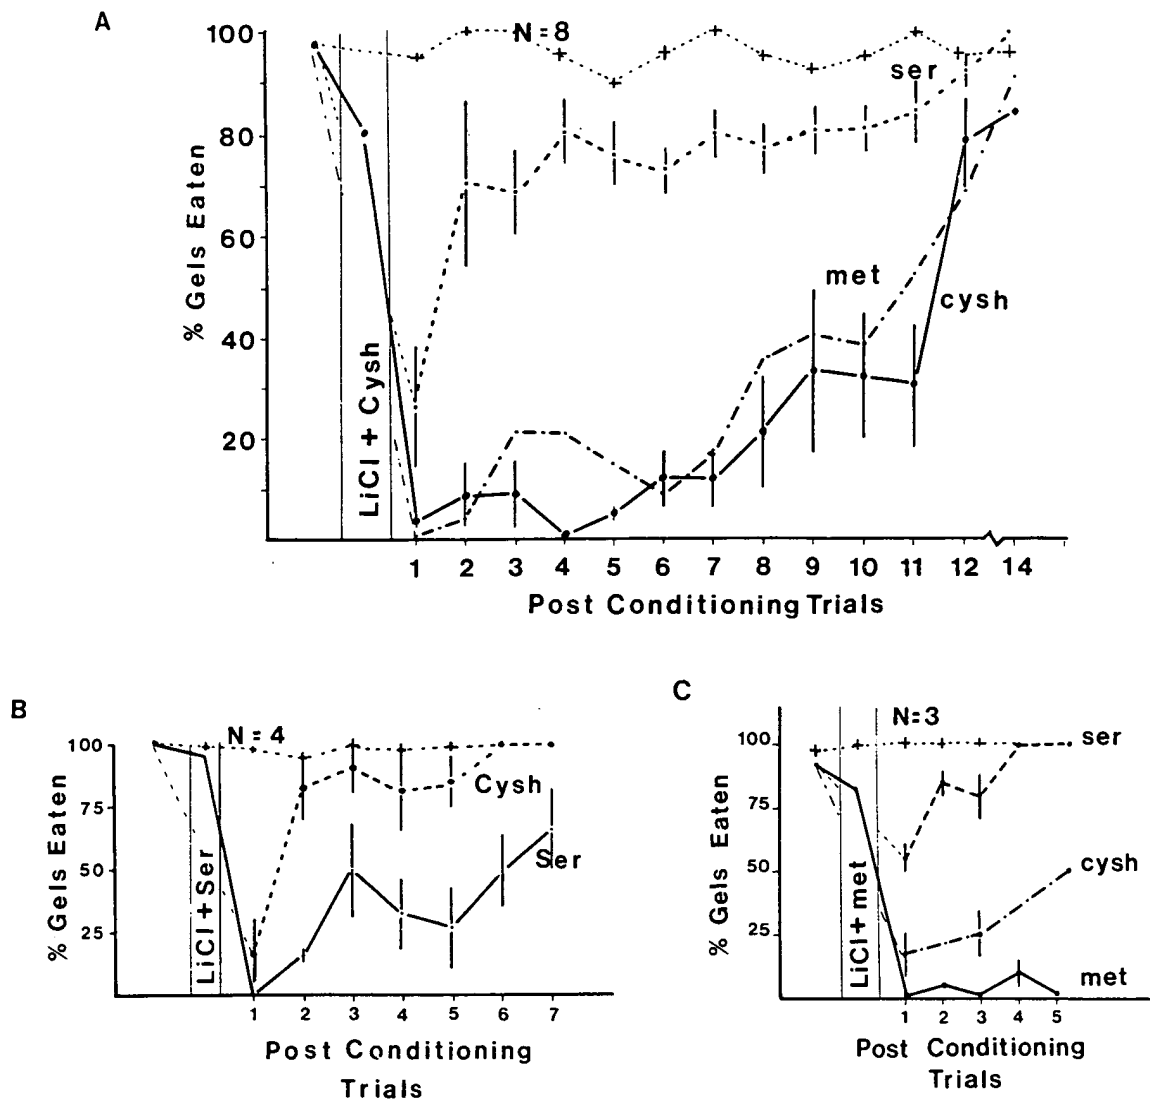 A
N=8
100
80
60
40
20
% Gels Eaten
ser
met
cysh
LiCl + Cysh
1 2 3 4 5 6 7 8 9 10 11 12 14
Post Conditioning Trials
B
N=4
100
75
50
25
% Gels Eaten
Cysh
Ser
LiCl + Ser
1 2 3 4 5 6 7
Post Conditioning
Trials
C
N=3
100
75
50
25
% Gels Eaten
ser
cysh
met
LiCl + met
1 2 3 4 5
Post Conditioning
Trials